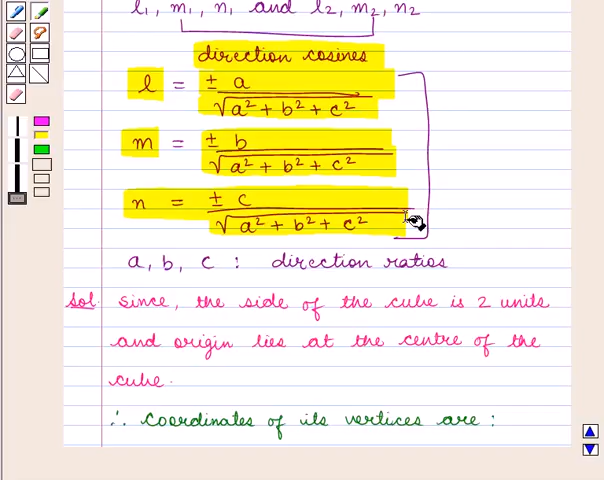 l₁, m₁, n₁ and l₂, m₂, n₂
direction cosines
l = ± a / √a² + b² + c²
m = ± b / √a² + b² + c²
n = ± c / √a² + b² + c²
a, b, c : direction ratios
Sol. Since, the side of the cube is 2 units
and origin lies at the centre of the
cube.
∴ Coordinates of its vertices are :